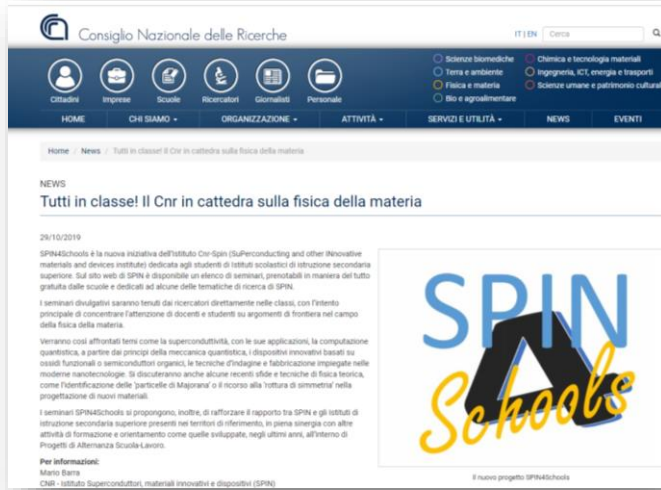 Consiglio Nazionale delle Ricerche
IT | EN
Cerca
Cittadini
Imprese
Scuole
Ricercatori
Giornalisti
Personale
Scienze biomediche
Terra e ambiente
Fisica e materia
Bio e agroalimentare
Chimica e tecnologia materiali
Ingegneria, ICT, energia e trasporti
Scienze umane e patrimonio cultural
HOME
CHI SIAMO
ORGANIZZAZIONE
ATTIVITÀ
SERVIZI E UTILITÀ
NEWS
EVENTI
Home / News / Tutti in classe! Il Cnr in cattedra sulla fisica della materia
NEWS
Tutti in classe! Il Cnr in cattedra sulla fisica della materia
29/10/2019
SPIN4Schools è la nuova iniziativa dell'Istituto Cnr-Spin (SuPerconducting and other INnovative
materials and devices institute) dedicata agli studenti di Istituti scolastici di istruzione secondaria
superiore. Sul sito web di SPIN è disponibile un elenco di seminari, prenotabili in maniera del tutto
gratuita dalle scuole e dedicati ad alcune delle tematiche di ricerca di SPIN.
I seminari divulgativi saranno tenuti dai ricercatori direttamente nelle classi, con l'intento
principale di concentrare l'attenzione di docenti e studenti su argomenti di frontiera nel campo
della fisica della materia.
Verranno così affrontati temi come la superconduttività, con le sue applicazioni, la computazione
quantistica, a partire dai principi della meccanica quantistica, i dispositivi innovativi basati su
ossidi funzionali o semiconduttori organici, le tecniche d'indagine e fabbricazione impiegate nelle
moderne nanotecnologie. Si discuteranno anche alcune recenti sfide e tecniche di fisica teorica,
come l'identificazione delle 'particelle di Majorana' o il ricorso alla 'rottura di simmetria' nella
progettazione di nuovi materiali.
I seminari SPIN4Schools si propongono, inoltre, di rafforzare il rapporto tra SPIN e gli istituti di
istruzione secondaria superiore presenti nei territori di riferimento, in piena sinergia con altre
attività di formazione e orientamento come quelle sviluppate, negli ultimi anni, all'interno di
Progetti di Alternanza Scuola-Lavoro.
Per informazioni:
Mario Barra
CNR - Istituto Superconduttori, materiali innovativi e dispositivi (SPIN)
SPIN
4
Schools
Il nuovo progetto SPIN4Schools